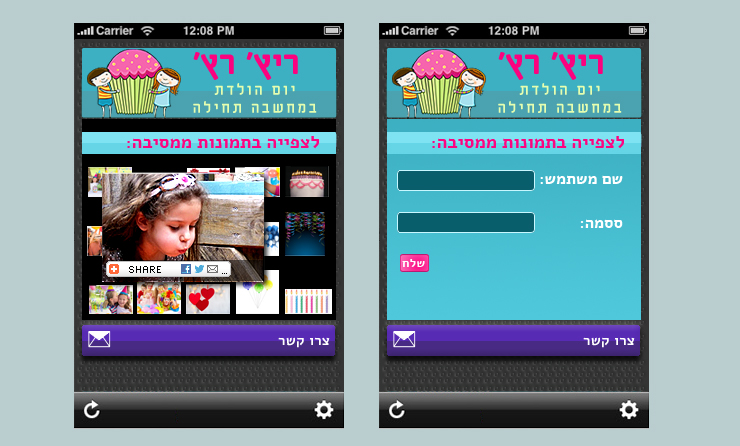 Carrier 12:08 PM
ריץ' רץ'
יום הולדת
במחשבה תחילה
לצפייה בתמונות ממסיבה:
SHARE ...
צרו קשר
Carrier 12:08 PM
ריץ' רץ'
יום הולדת
במחשבה תחילה
לצפייה בתמונות ממסיבה:
שם משתמש:
סמה:
שלח
צרו קשר